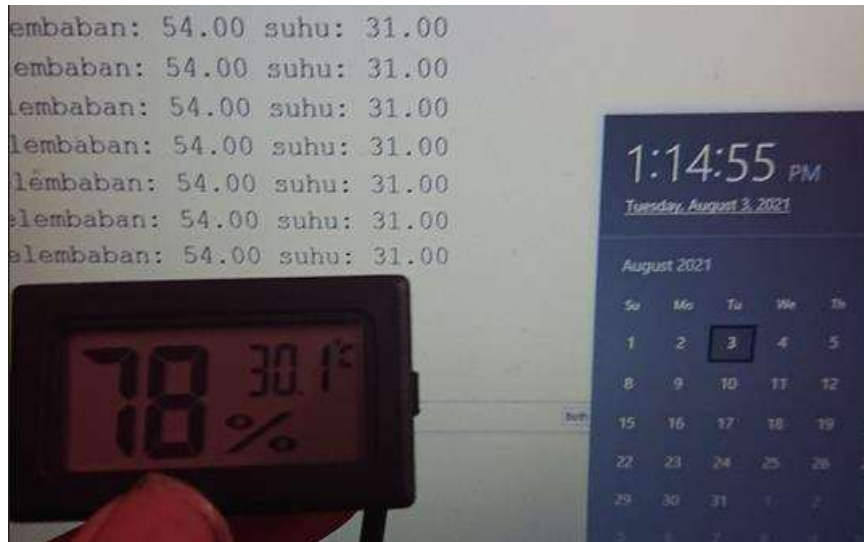 embaban: 54.00 suhu: 31.00
embaban: 54.00 suhu: 31.00
lembaban: 54.00 suhu: 31.00
lembaban: 54.00 suhu: 31.00
lembaban: 54.00 suhu: 31.00
elembaban: 54.00 suhu: 31.00
elembaban: 54.00 suhu: 31.00
78% 30.1°C
Both
1:14:55 PM
Tuesday, August 3, 2021
August 2021
Su Mo Tu We Th
1 2 3 4 5
8 9 10 11 12
15 16 17 18 19
22 23 24 25 26
29 30 31 1 2
5 6 7